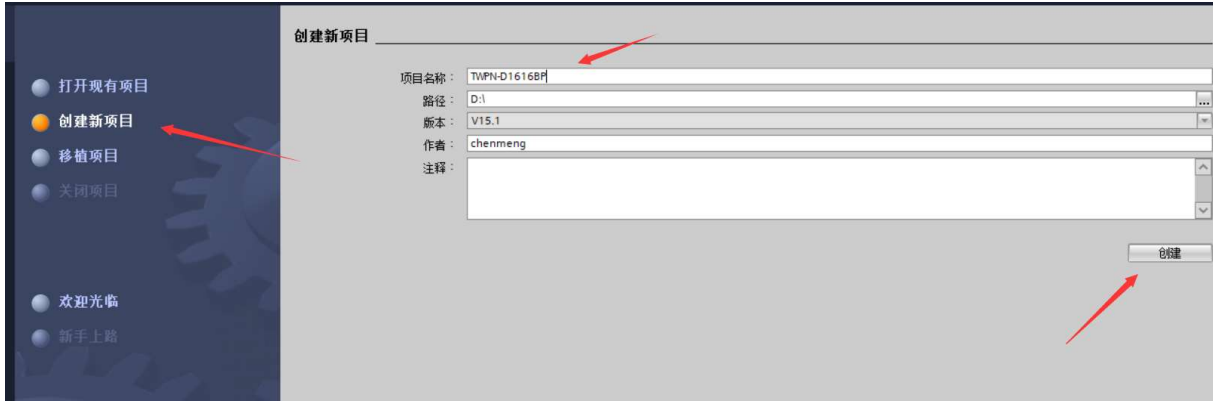 创建新项目
打开现有项目
创建新项目
移植项目
关闭项目
欢迎光临
新手上路
项目名称： TWPN-D1616BP
路径： D:\
...
版本： V15.1
作者： chenmeng
注释：
创建